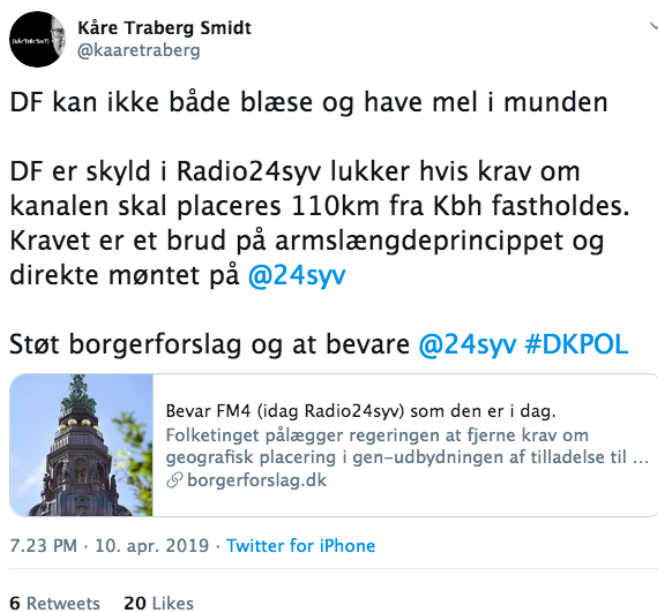 Kåre Traberg Smidt
@kaaretraberg
DF kan ikke både blæse og have mel i munden
DF er skyld i Radio24syv lukker hvis krav om
kanalen skal placeres 110km fra Kbh fastholdes.
Kravet er et brud på armslængdeprincippet og
direkte møntet på @24syv
Støt borgerforslag og at bevare @24syv #DKPOL
Bevar FM4 (idag Radio24syv) som den er i dag.
Folketinget pålægger regeringen at fjerne krav om
geografisk placering i gen-udbydningen af tilladelse til ...
borgerforslag.dk
7.23 PM · 10. apr. 2019 · Twitter for iPhone
6 Retweets 20 Likes